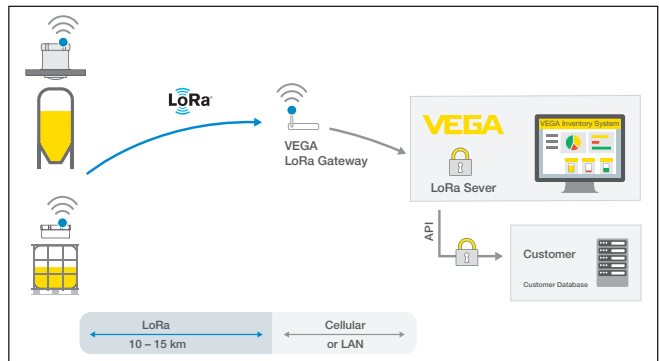 LoRa
VEGA
LoRa Gateway
VEGA
LoRa Sever
VEGA Inventory System
API
Customer
Customer Database
LoRa
10 – 15 km
Cellular
or LAN